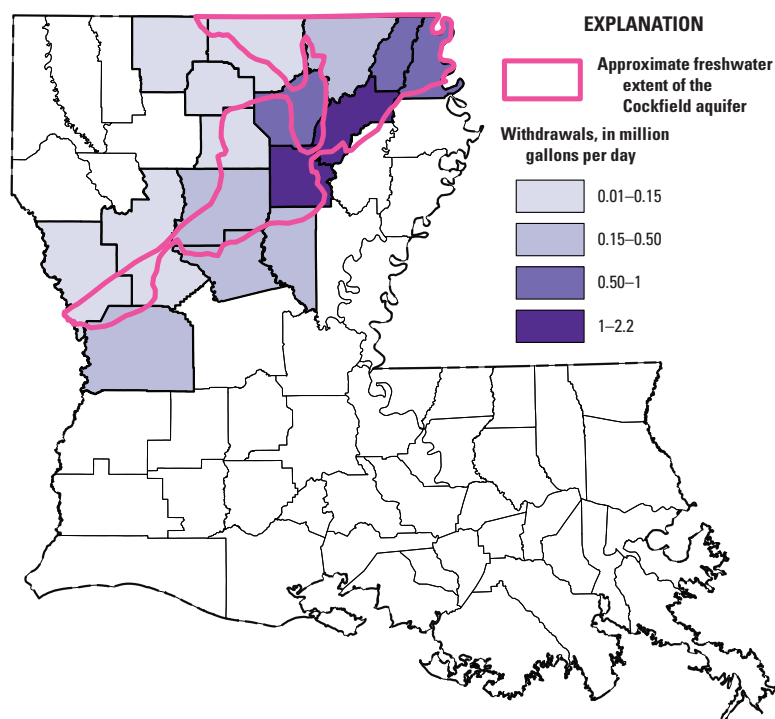 EXPLANATION
Approximate freshwater
extent of the
Cockfield aquifer
Withdrawals, in million
gallons per day
0.01–0.15
0.15–0.50
0.50–1
1–2.2